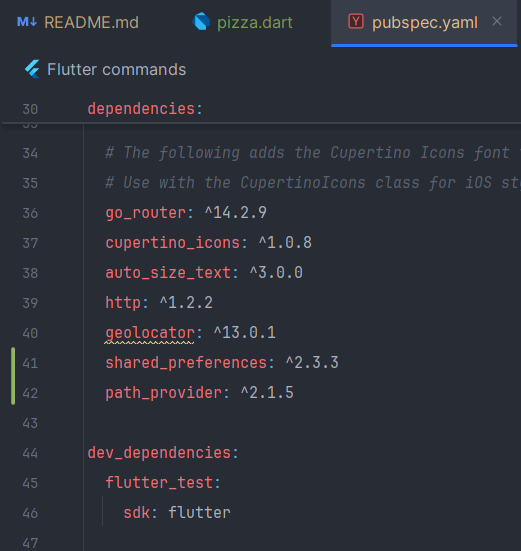 M↓ README.md pizza.dart Y pubspec.yaml ×
Flutter commands
30 dependencies:
34 # The following adds the Cupertino Icons font
35 # Use with the CupertinoIcons class for iOS
36 go_router: ^14.2.9
37 cupertino_icons: ^1.0.8
38 auto_size_text: ^3.0.0
39 http: ^1.2.2
40 geolocator: ^13.0.1
41 shared_preferences: ^2.3.3
42 path_provider: ^2.1.5
43
44 dev_dependencies:
45 flutter_test:
46 sdk: flutter
47